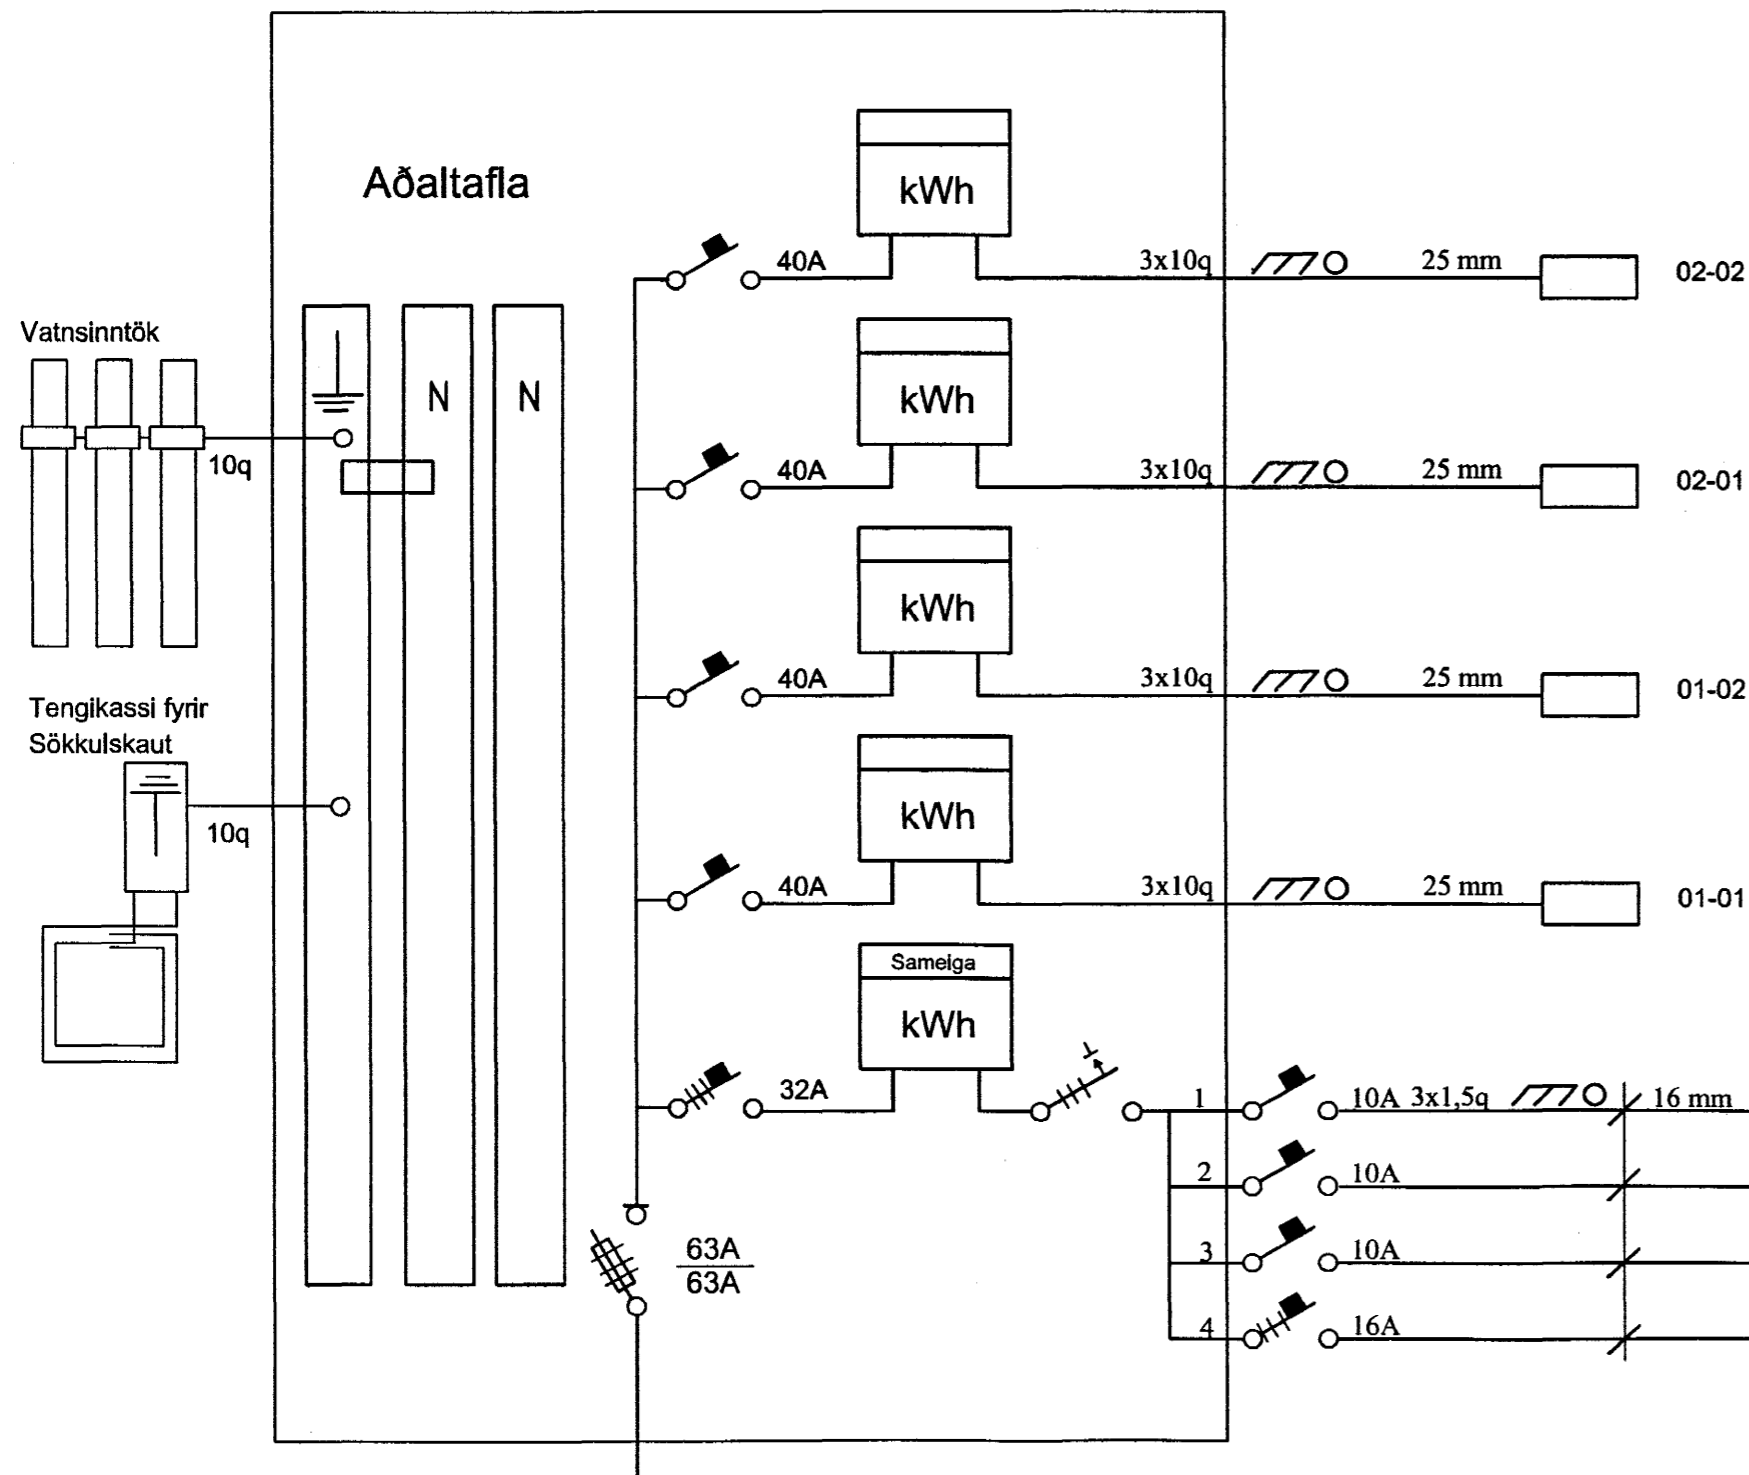 Aðaltafla
kWh
40A
3x10q
25 mm
02-02
Vatnsinntök
10q
N
N
kWh
40A
3x10q
25 mm
02-01
kWh
40A
3x10q
25 mm
01-02
Tengikassi fyrir
Sökkulskaut
10q
kWh
40A
3x10q
25 mm
01-01
Sameiga
kWh
32A
1
10A
3x1,5q
16 mm
2
10A
3
10A
4
16A
63A
63A